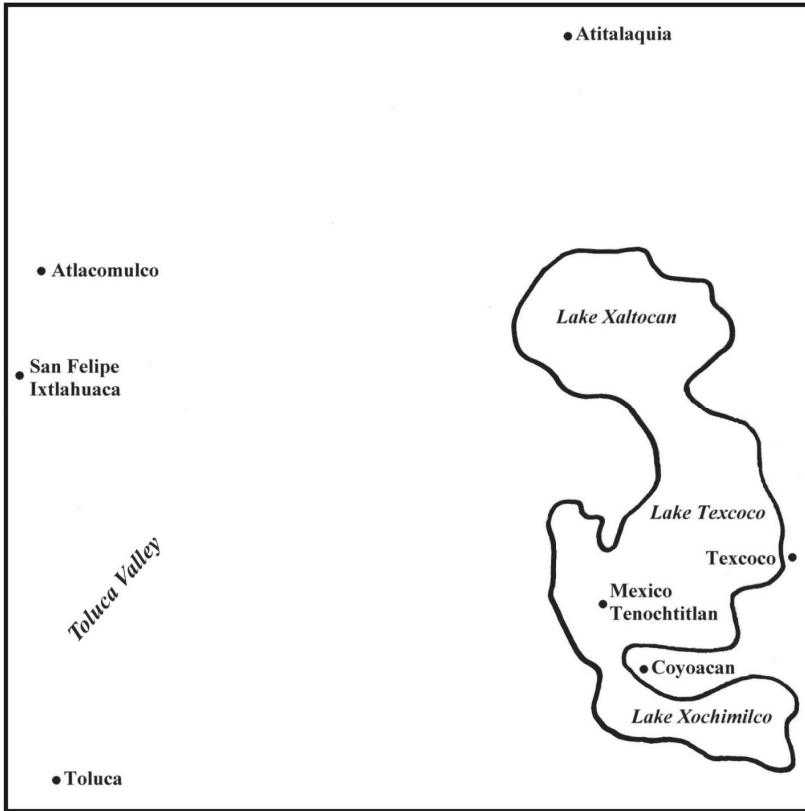 Atitalaquia
Atlacomulco
Lake Xaltocan
San Felipe
Ixtlahuaca
Lake Texcoco
Texcoco
Toluca Valley
Mexico
Tenochtitlan
Coyoacan
Lake Xochimilco
Toluca